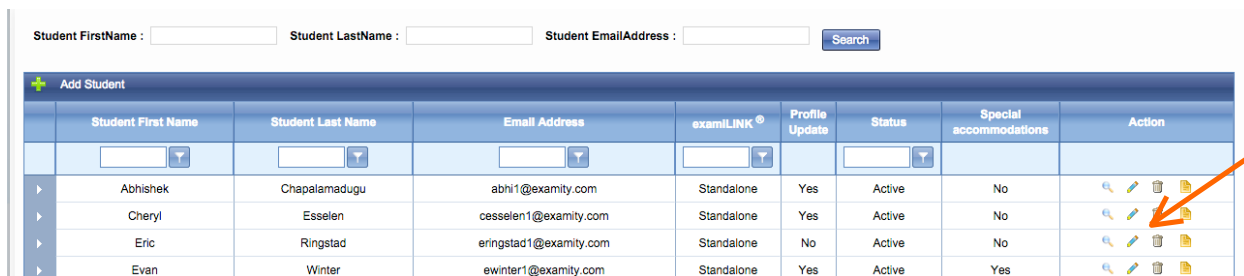 Student FirstName : Student LastName : Student EmailAddress : Search
Add Student
Student First Name Student Last Name Email Address examiLINK ® Profile Update Status Special accommodations Action
Abhishek Chapalamadugu abhi1@examity.com Standalone Yes Active No
Cheryl Esselen cesselen1@examity.com Standalone Yes Active No
Eric Ringstad eringstad1@examity.com Standalone No Active No
Evan Winter ewinter1@examity.com Standalone Yes Active Yes